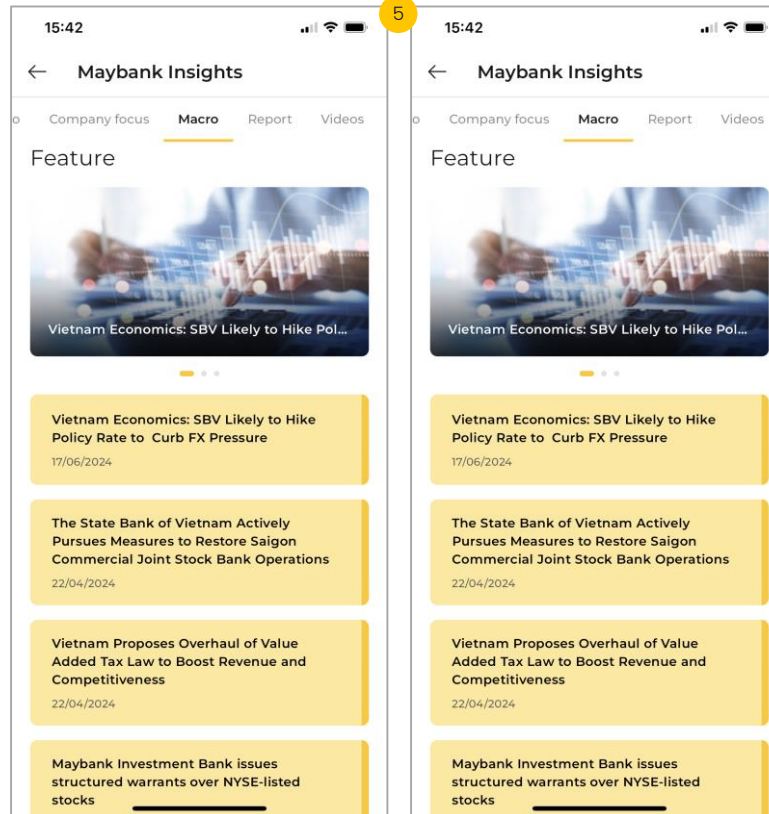 5
15:42
Maybank Insights
o Company focus Macro Report Videos
Feature
Vietnam Economics: SBV Likely to Hike Pol...
Vietnam Economics: SBV Likely to Hike
Policy Rate to Curb FX Pressure
17/06/2024
The State Bank of Vietnam Actively
Pursues Measures to Restore Saigon
Commercial Joint Stock Bank Operations
22/04/2024
Vietnam Proposes Overhaul of Value
Added Tax Law to Boost Revenue and
Competitiveness
22/04/2024
Maybank Investment Bank issues
structured warrants over NYSE-listed
stocks
15:42
Maybank Insights
o Company focus Macro Report Videos
Feature
Vietnam Economics: SBV Likely to Hike Pol...
Vietnam Economics: SBV Likely to Hike
Policy Rate to Curb FX Pressure
17/06/2024
The State Bank of Vietnam Actively
Pursues Measures to Restore Saigon
Commercial Joint Stock Bank Operations
22/04/2024
Vietnam Proposes Overhaul of Value
Added Tax Law to Boost Revenue and
Competitiveness
22/04/2024
Maybank Investment Bank issues
structured warrants over NYSE-listed
stocks